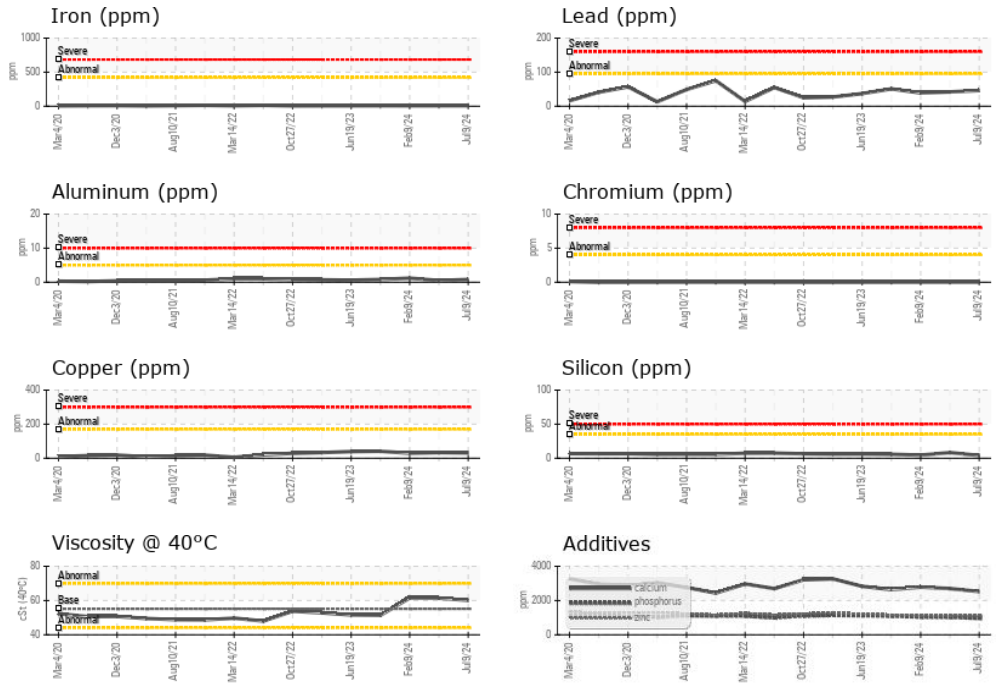 Iron (ppm)
1000
500
0
ppm
Severe
Abnormal
Mar4/20
Dec3/20
Aug10/21
Mar14/22
Oct27/22
Jun19/23
Feb9/24
Jul9/24
Lead (ppm)
200
100
0
ppm
Severe
Abnormal
Mar4/20
Dec3/20
Aug10/21
Mar14/22
Oct27/22
Jun19/23
Feb9/24
Jul9/24
Aluminum (ppm)
20
10
0
ppm
Severe
Abnormal
Mar4/20
Dec3/20
Aug10/21
Mar14/22
Oct27/22
Jun19/23
Feb9/24
Jul9/24
Chromium (ppm)
10
5
0
ppm
Severe
Abnormal
Mar4/20
Dec3/20
Aug10/21
Mar14/22
Oct27/22
Jun19/23
Feb9/24
Jul9/24
Copper (ppm)
400
200
0
ppm
Severe
Abnormal
Mar4/20
Dec3/20
Aug10/21
Mar14/22
Oct27/22
Jun19/23
Feb9/24
Jul9/24
Silicon (ppm)
100
50
0
ppm
Severe
Abnormal
Mar4/20
Dec3/20
Aug10/21
Mar14/22
Oct27/22
Jun19/23
Feb9/24
Jul9/24
Viscosity @ 40°C
80
60
40
cSt (40°C)
Abnormal
Base
Abnormal
Mar4/20
Dec3/20
Aug10/21
Mar14/22
Oct27/22
Jun19/23
Feb9/24
Jul9/24
Additives
4000
2000
0
ppm
calcium
phosphorus
zinc
Mar4/20
Dec3/20
Aug10/21
Mar14/22
Oct27/22
Jun19/23
Feb9/24
Jul9/24